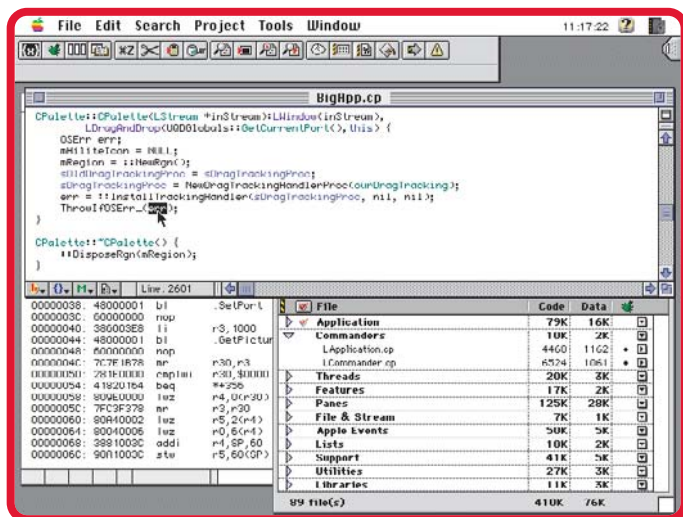 File Edit Search Project Tools Window 11:17:22
BigApp.cp
CPalette::CPalette(LStream *inStream):LWindow(inStream),
LDragAndDrop(UQDGlobals::GetCurrentPort(), this) {
OSErr err;
mHiliteIcon = NULL;
mRegion = ::NewRgn();
sOldDragTrackingProc = sDragTrackingProc;
sDragTrackingProc = NewDragTrackingHandlerProc(ourDragTracking);
err = ::InstallTrackingHandler(sDragTrackingProc, nil, nil);
ThrowIfOSErr_(err);
}
CPalette::~CPalette() {
::DisposeRgn(mRegion);
}
Line: 2601
00000038: 48000001 bl .SetPort
0000003C: 60000000 nop
00000040: 386003E8 li r3,1000
00000044: 48000001 bl .GetPictur
00000048: 60000000 nop
0000004C: 7C7E1B78 mr r30,r3
00000050: 281E0000 cmplwi r30,$0000
00000054: 41820164 beq *+356
00000058: 809E0000 lwz r4,0(r30)
0000005C: 7FC3F378 mr r3,r30
00000060: 80A40002 lwz r5,2(r4)
00000064: 80040006 lwz r0,6(r4)
00000068: 3881003C addi r4,SP,60
0000006C: 90A1003C stw r5,60(SP)
File Code Data
Application 79K 16K
Commanders 10K 2K
LApplication.cp 4460 1162
LCommander.cp 6524 1061
Threads 20K 3K
Features 17K 2K
Panes 125K 28K
File & Stream 7K 1K
Apple Events 50K 5K
Lists 10K 2K
Support 41K 5K
Utilities 27K 3K
Libraries 11K 3K
89 file(s) 410K 76K